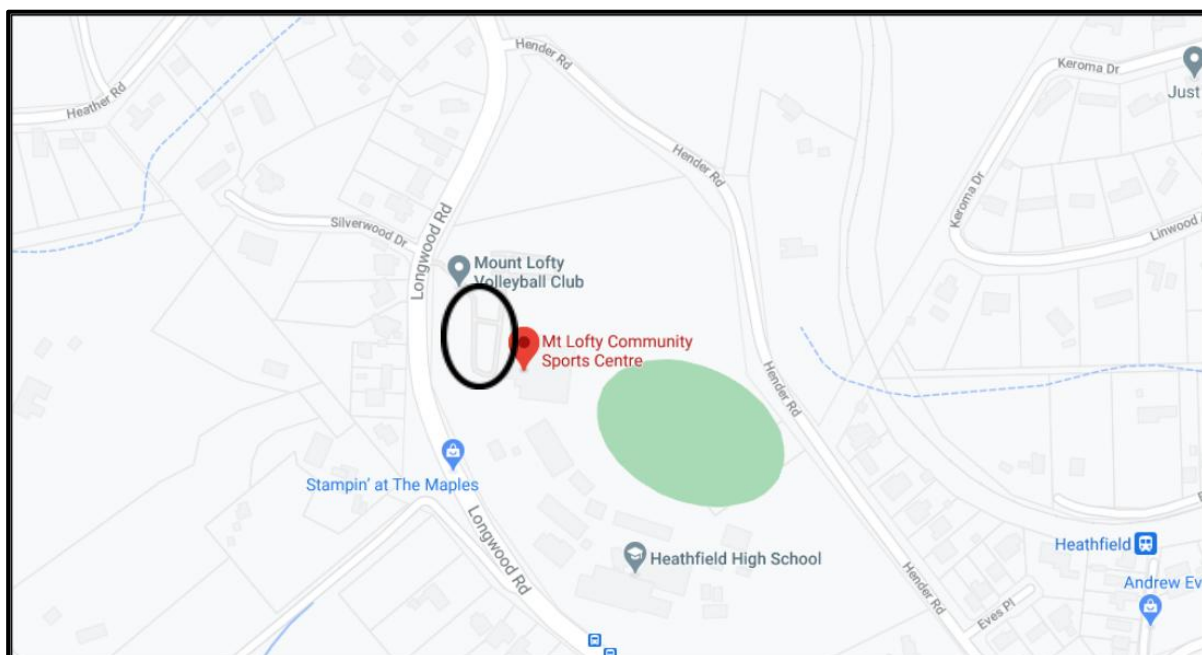 Hender Rd
Keroma Dr
Just
Heather Rd
Hender Rd
Keroma Dr
Silverwood Dr
Longwood Rd
Linwood
Mount Lofty
Volleyball Club
Mt Lofty Community
Sports Centre
Hender Rd
Stampin' at The Maples
Longwood Rd
Heathfield High School
Heathfield
Hender Rd
Andrew Ev
Eves Pl